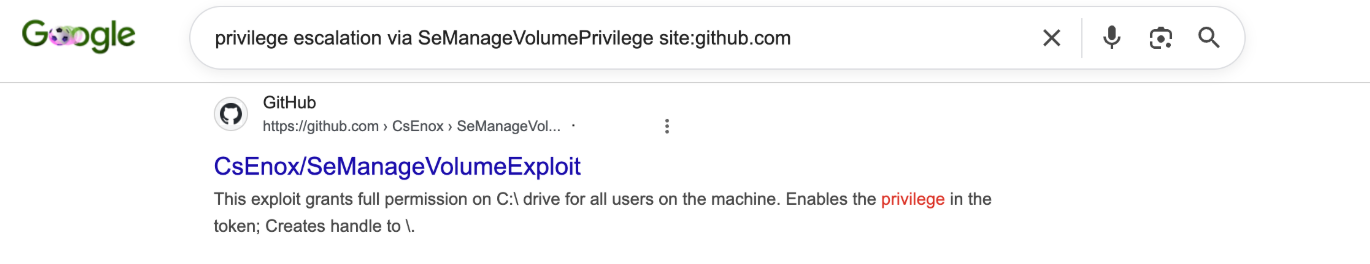 Google
privilege escalation via SeManageVolumePrivilege site:github.com
GitHub
https://github.com › CsEnox › SeManageVol... ·
CsEnox/SeManageVolumeExploit
This exploit grants full permission on C:\ drive for all users on the machine. Enables the privilege in the
token; Creates handle to \.